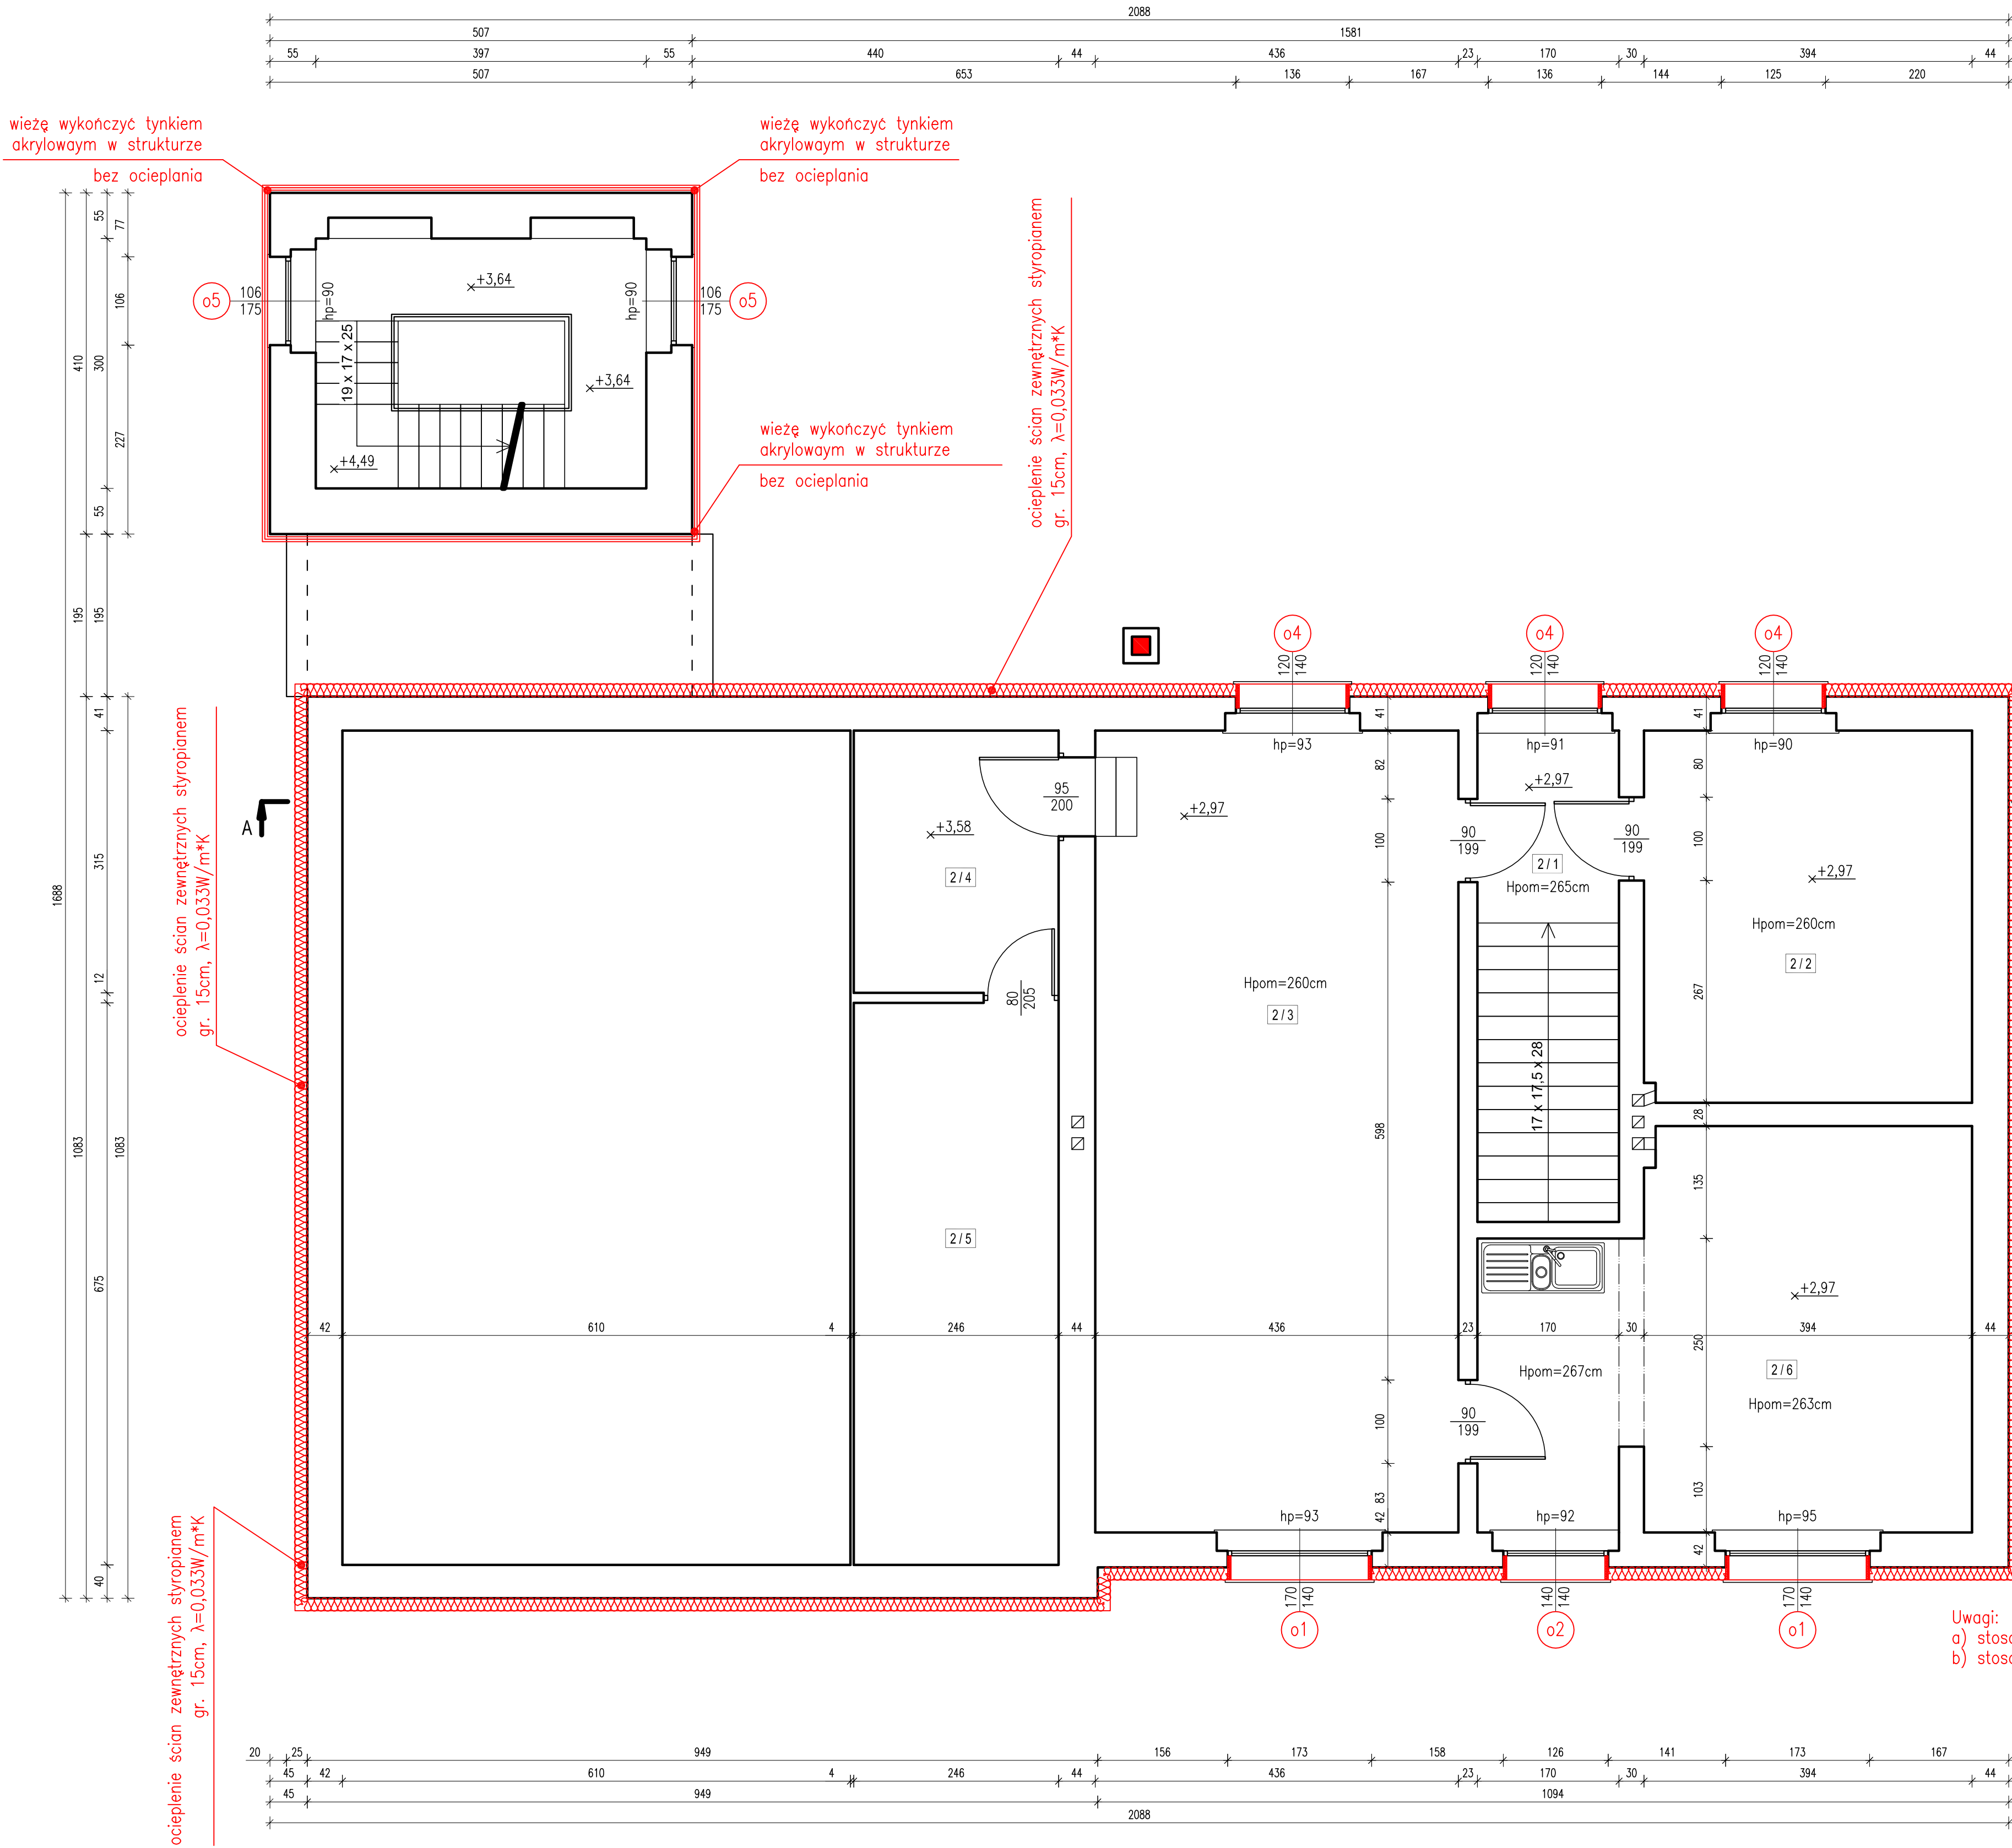 2088
507 1581
55 397 55 440 44 436 23 170 30 394 44
507 653 136 167 136 144 125 220
wieżę wykończyć tynkiem
akrylowaym w strukturze
bez ocieplania
wieżę wykończyć tynkiem
akrylowaym w strukturze
bez ocieplania
wieżę wykończyć tynkiem
akrylowaym w strukturze
bez ocieplania
ocieplenie ścian zewnętrznych styropianem
gr. 15cm, λ=0,033W/m*K
o5
106
175
hp=90
+3,64
hp=90
106
175
o5
19 x 17 x 25
+3,64
+4,49
1688
410 195 1083
55 300 55 195 41 315 12 675 40
77 106 227 1083
o4
120
140
o4
120
140
o4
120
140
hp=93
hp=91
hp=90
ocieplenie ścian zewnętrznych styropianem
gr. 15cm, λ=0,033W/m*K
A
95
200
+3,58
2/4
+2,97
+2,97
90
199
90
199
2/1
Hpom=265cm
+2,97
Hpom=260cm
2/2
80
205
Hpom=260cm
2/3
17 x 17,5 x 28
2/5
41 82 100 598 100 83 42
41 80 100 267 28 135 250 103 42
+2,97
42 610 4 246 44 436 23 170 30 394 44
Hpom=267cm
2/6
Hpom=263cm
90
199
hp=93
hp=92
hp=95
170
140
o1
140
140
o2
170
140
o1
ocieplenie ścian zewnętrznych styropianem
gr. 15cm, λ=0,033W/m*K
Uwagi:
a)
b)
20 25 949 156 173 158 126 141 173 167
45 42 610 4 246 44 436 23 170 30 394 44
45 949 1094
2088